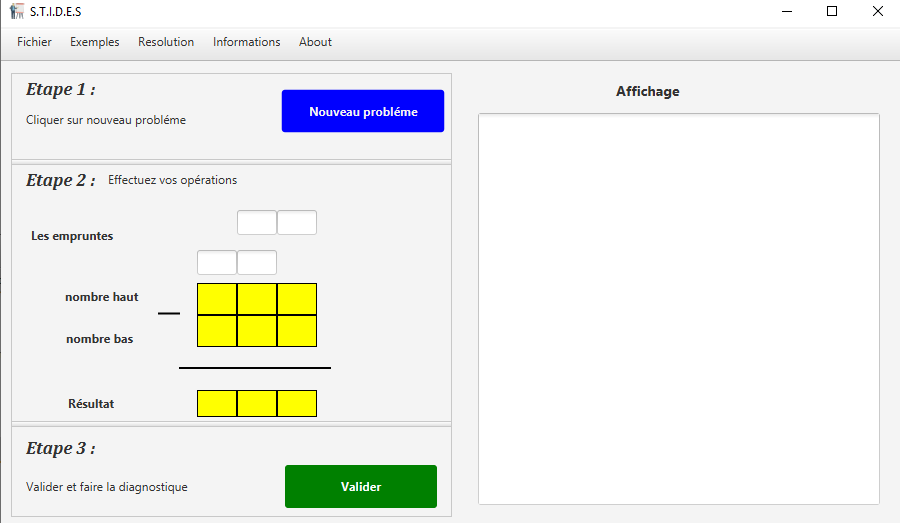 S.T.I.D.E.S
Fichier Exemples Resolution Informations About
Etape 1 :
Cliquer sur nouveau probléme
Nouveau probléme
Etape 2 : Effectuez vos opérations
Les empruntes
nombre haut
nombre bas
Résultat
Etape 3 :
Valider et faire la diagnostique
Valider
Affichage